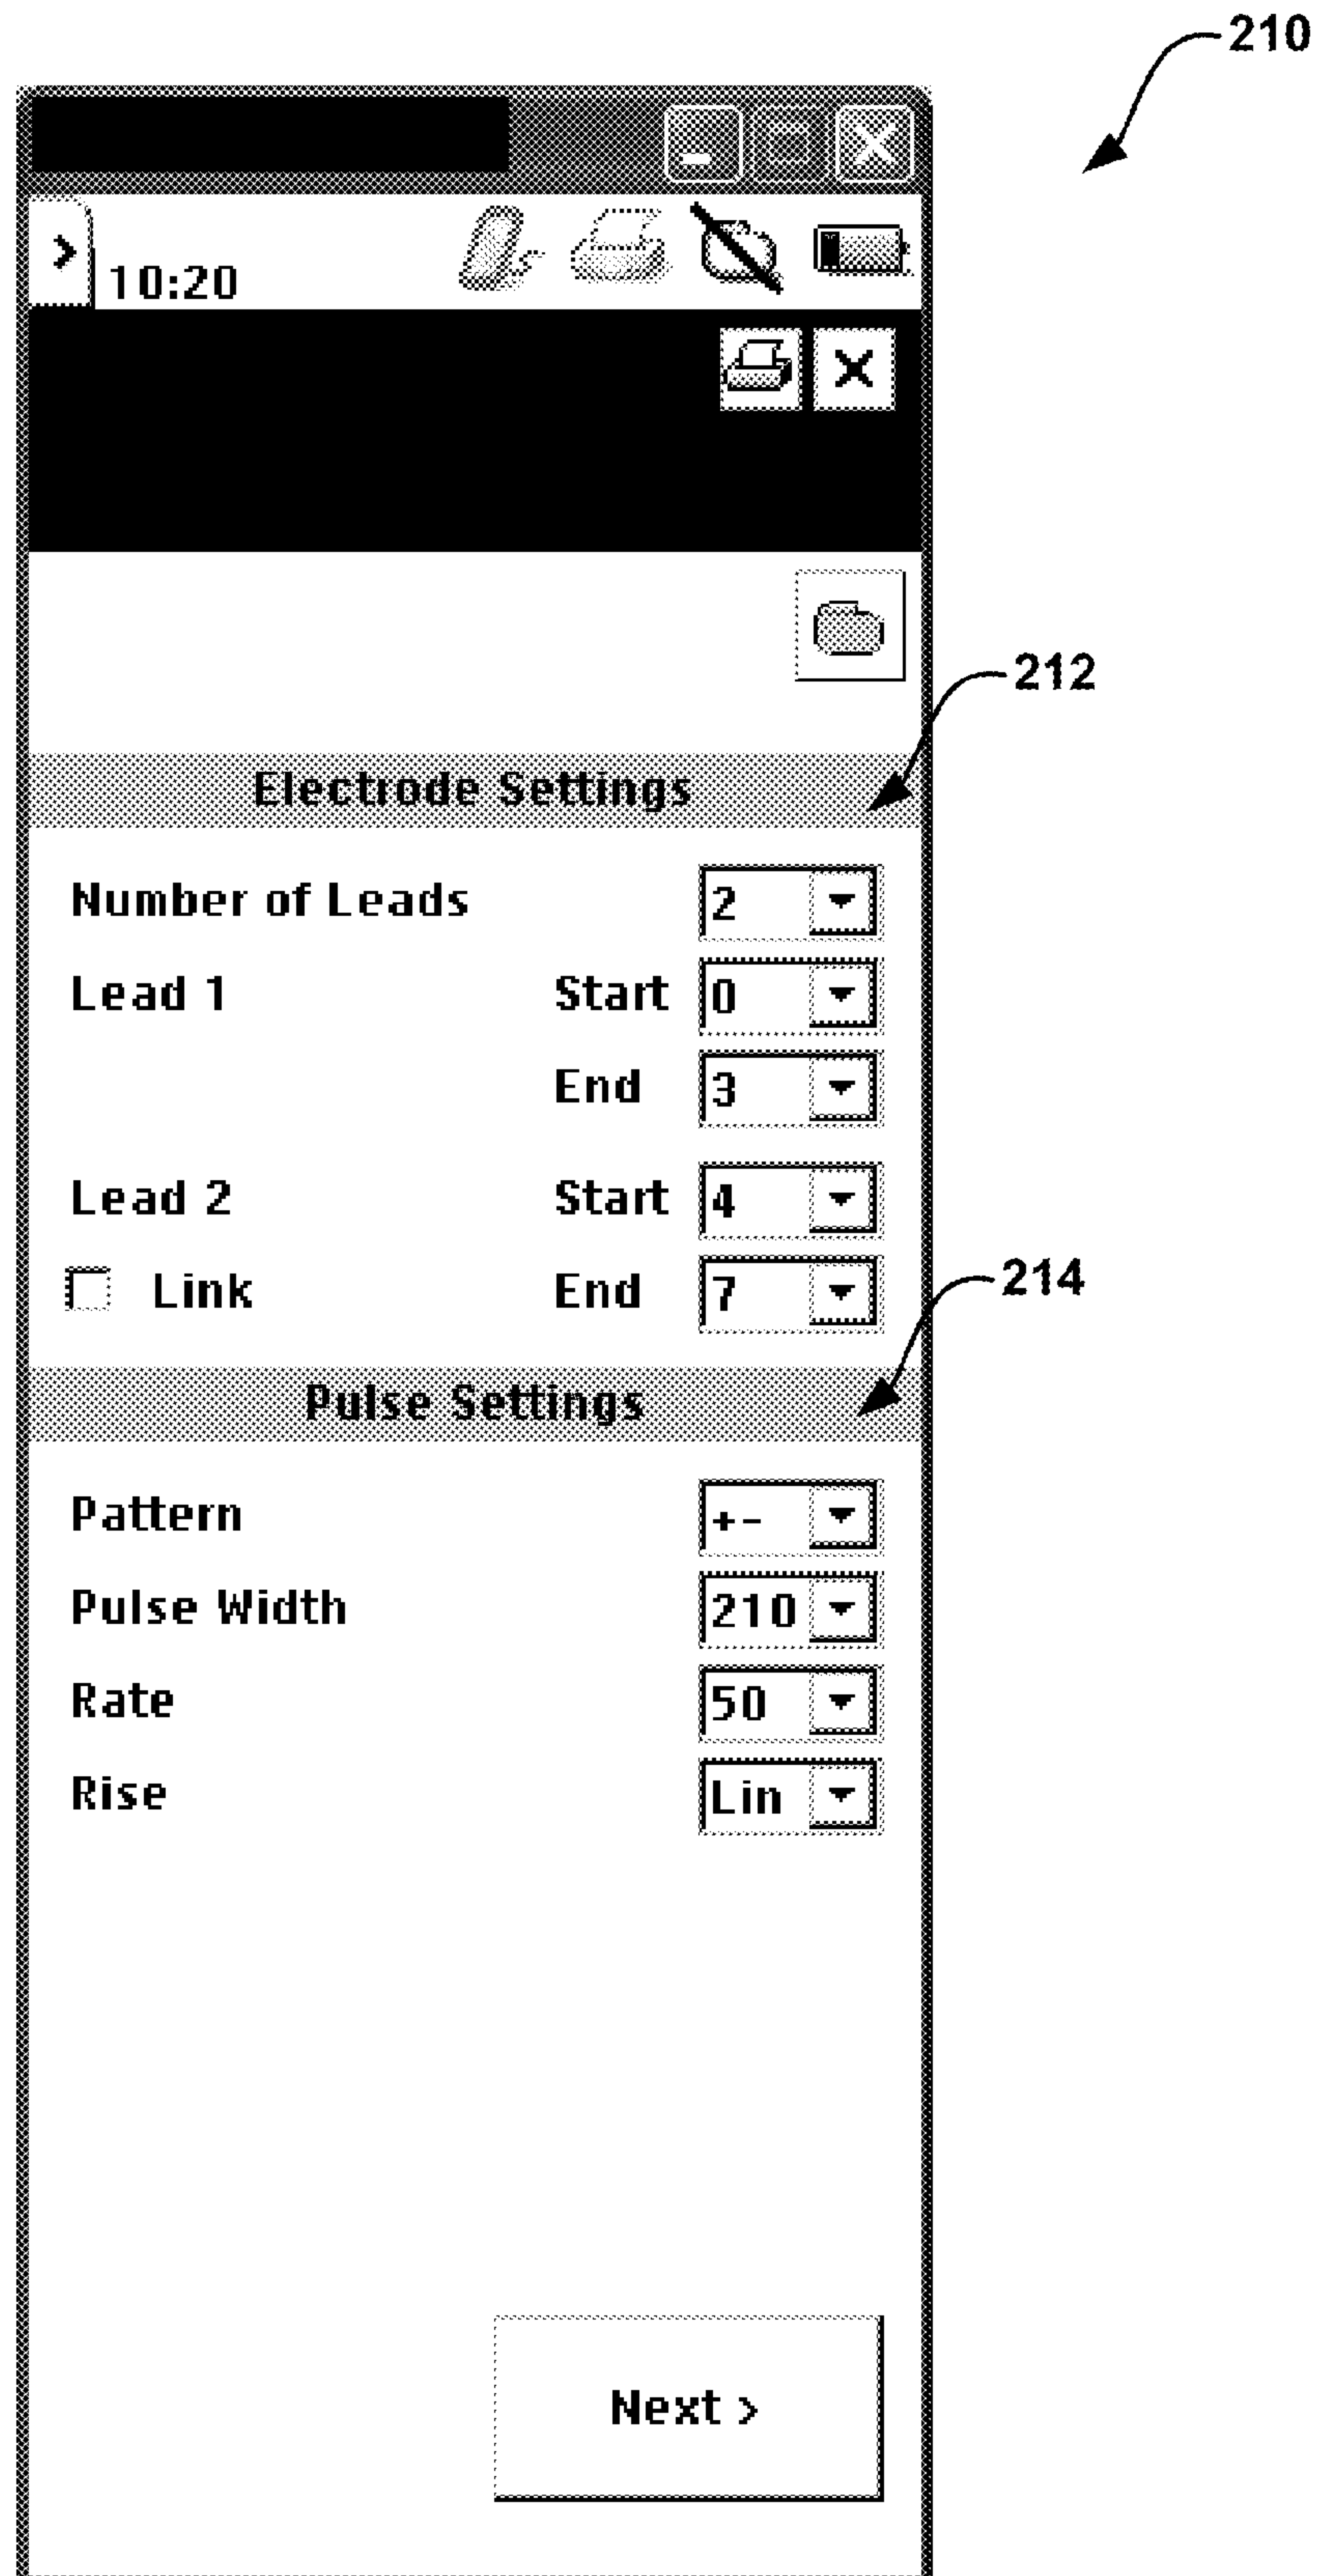 210
10:20
212
Electrode Settings
Number of Leads 2
Lead 1 Start 0
End 3
Lead 2 Start 4
Link End 7
214
Pulse Settings
Pattern +-
Pulse Width 210
Rate 50
Rise Lin
Next >